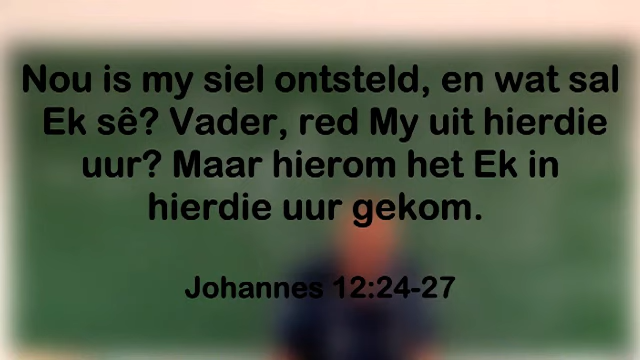 Nou is my siel ontsteld, en wat sal
Ek sê? Vader, red My uit hierdie
uur? Maar hierom het Ek in
hierdie uur gekom.
Johannes 12:24-27